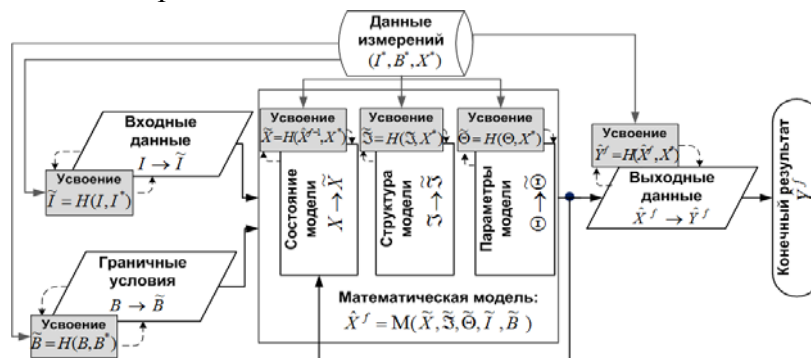 Данные
измерений
(I*, B*, X*)
Усвоение
X̃=H(X̂^{f-1}, X*)
Усвоение
ℑ̃=H(ℑ, X*)
Усвоение
Θ̃=H(Θ, X*)
Входные
данные
I → Ĩ
Усвоение
Ĩ = H(I, I*)
Граничные
условия
B → B̃
Усвоение
B̃=H(B, B*)
Состояние
модели
X → X̃
Структура
модели
ℑ → ℑ̃
Параметры
модели
Θ → Θ̃
Математическая модель:
X̂^f = M(X̃, ℑ̃, Θ̃, Ĩ, B̃)
Усвоение
Ŷ^f=H(X̂^f, X*)
Выходные
данные
X̂^f → Ŷ^f
Конечный результат
Y^f